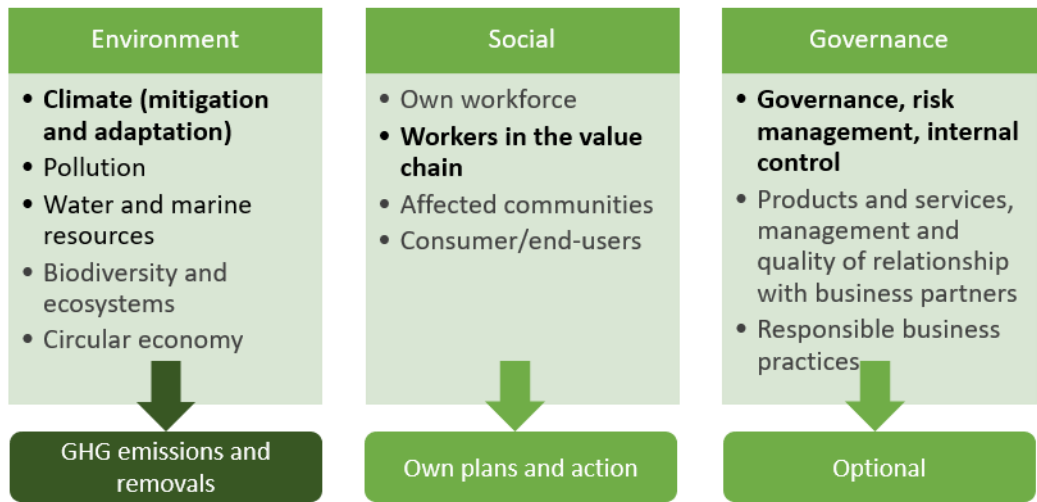 Environment
• Climate (mitigation
and adaptation)
• Pollution
• Water and marine
resources
• Biodiversity and
ecosystems
• Circular economy
GHG emissions and
removals
Social
• Own workforce
• Workers in the value
chain
• Affected communities
• Consumer/end-users
Own plans and action
Governance
• Governance, risk
management, internal
control
• Products and services,
management and
quality of relationship
with business partners
• Responsible business
practices
Optional